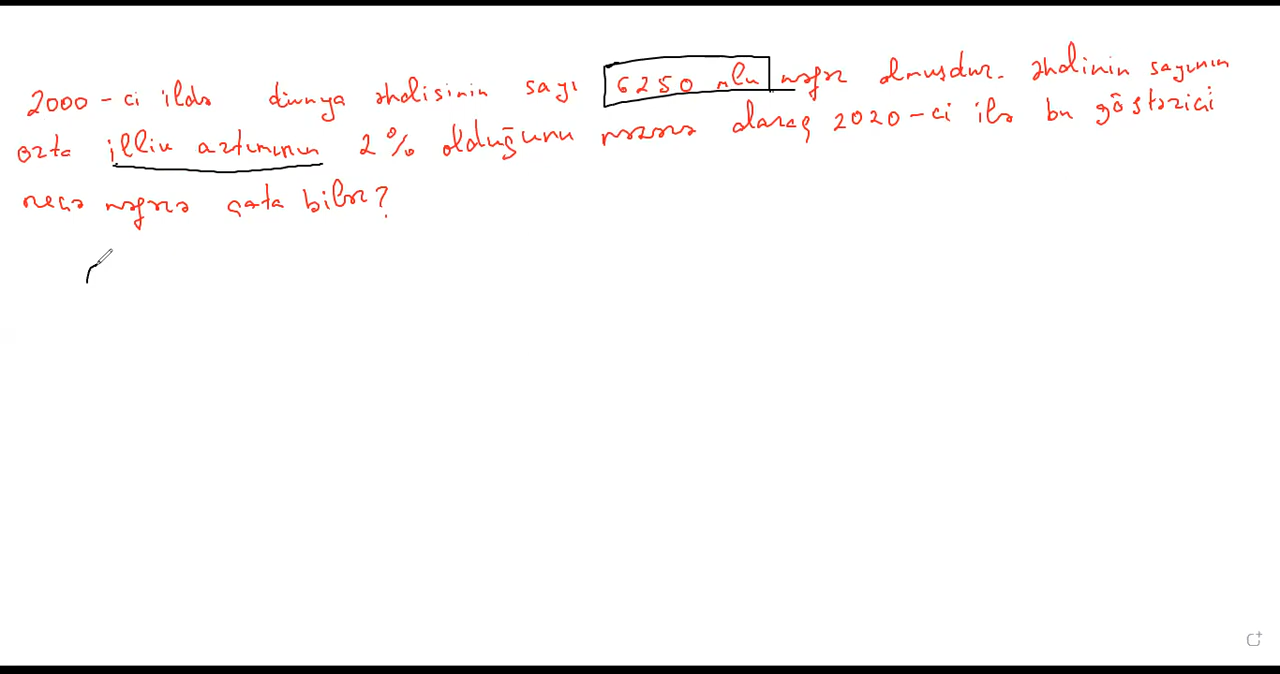 2000-ci ildə dünya əhalisinin sayı 6250 mln nəfər olmuşdur. Əhalinin sayının
orta illik artımının 2% olduğunu nəzərə alaraq 2020-ci ilə bu göstərici
neçə nəfərə çata bilər?